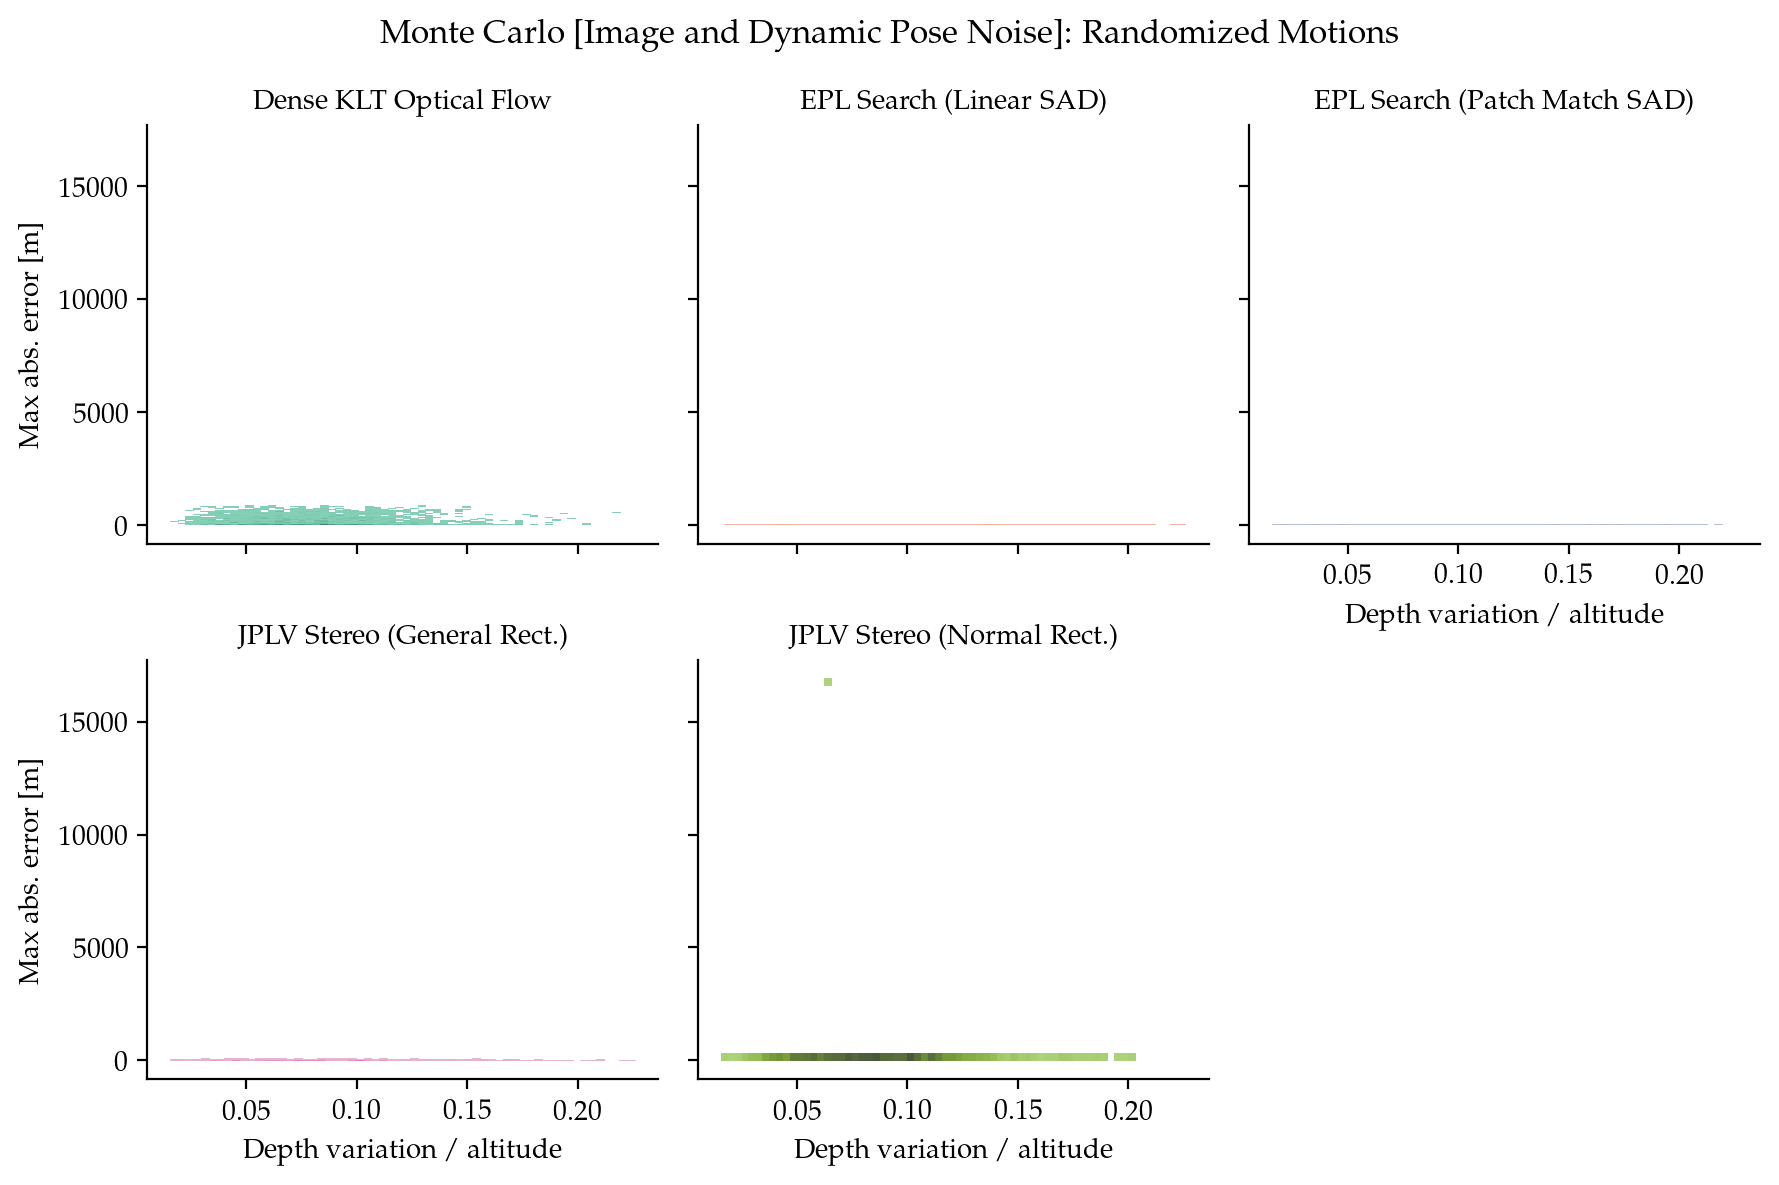 Monte Carlo [Image and Dynamic Pose Noise]: Randomized Motions
Dense KLT Optical Flow
EPL Search (Linear SAD)
EPL Search (Patch Match SAD)
Max abs. error [m]
15000
10000
5000
0
0.05 0.10 0.15 0.20
Depth variation / altitude
JPLV Stereo (General Rect.)
JPLV Stereo (Normal Rect.)
Max abs. error [m]
15000
10000
5000
0
0.05 0.10 0.15 0.20
Depth variation / altitude
0.05 0.10 0.15 0.20
Depth variation / altitude